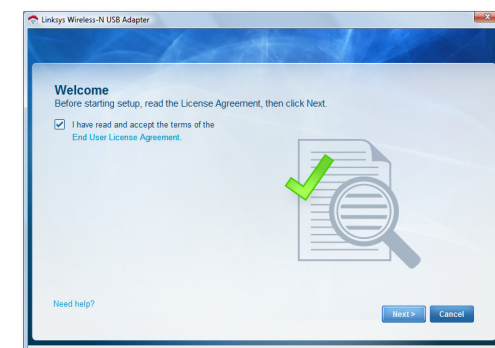 Linksys Wireless-N USB Adapter
Welcome
Before starting setup, read the License Agreement, then click Next.
I have read and accept the terms of the
End User License Agreement.
Need help?
Next >
Cancel